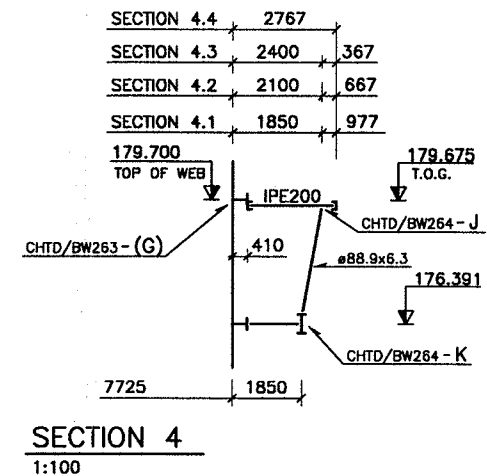 SECTION 4.4 2767
SECTION 4.3 2400 367
SECTION 4.2 2100 667
SECTION 4.1 1850 977
179.700
TOP OF WEB
179.675
T.O.G.
IPE200
CHTD/BW264-J
CHTD/BW263-(G)
410
ø88.9x6.3
176.391
CHTD/BW264-K
7725 1850
SECTION 4
1:100